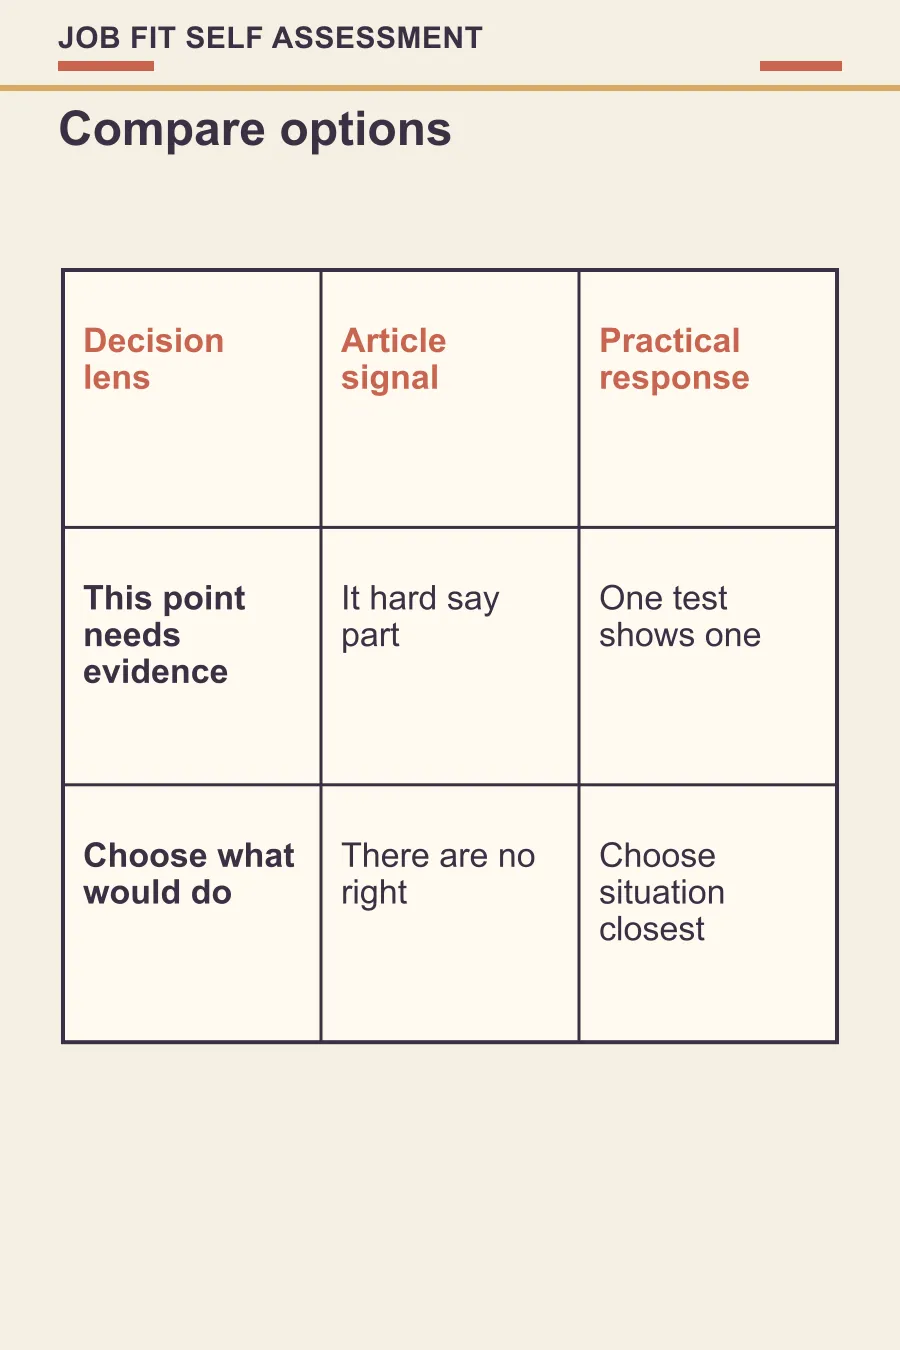 JOB FIT SELF ASSESSMENT
Compare options
Decision
lens
Article
signal
Practical
response
This point
needs
evidence
It hard say
part
One test
shows one
Choose what
would do
There are no
right
Choose
situation
closest